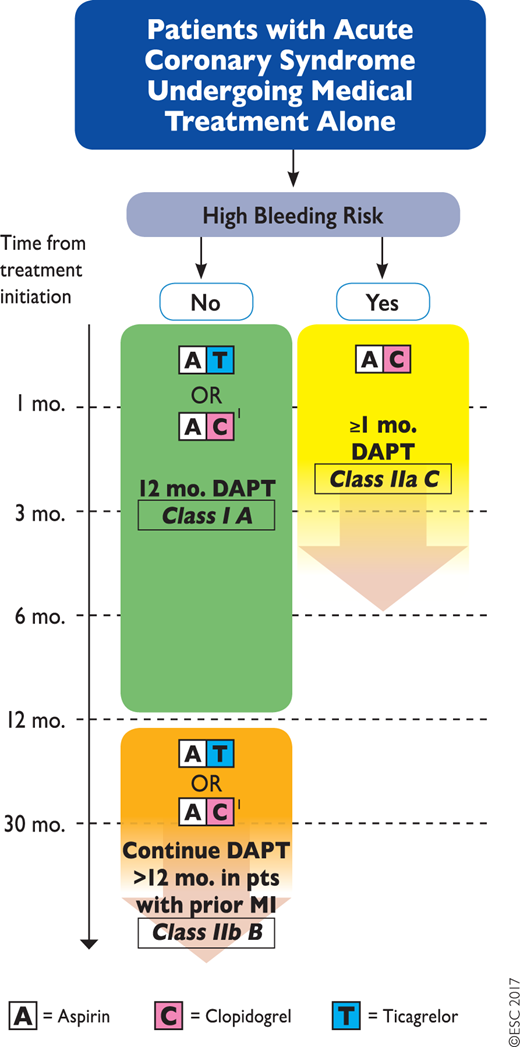 Patients with Acute
Coronary Syndrome
Undergoing Medical
Treatment Alone
High Bleeding Risk
Time from
treatment
initiation
No
Yes
A T
OR
A C 1
12 mo. DAPT
Class I A
A C
≥1 mo.
DAPT
Class IIa C
1 mo.
3 mo.
6 mo.
12 mo.
30 mo.
A T
OR
A C 1
Continue DAPT
>12 mo. in pts
with prior MI
Class IIb B
A = Aspirin
C = Clopidogrel
T = Ticagrelor
©ESC 2017